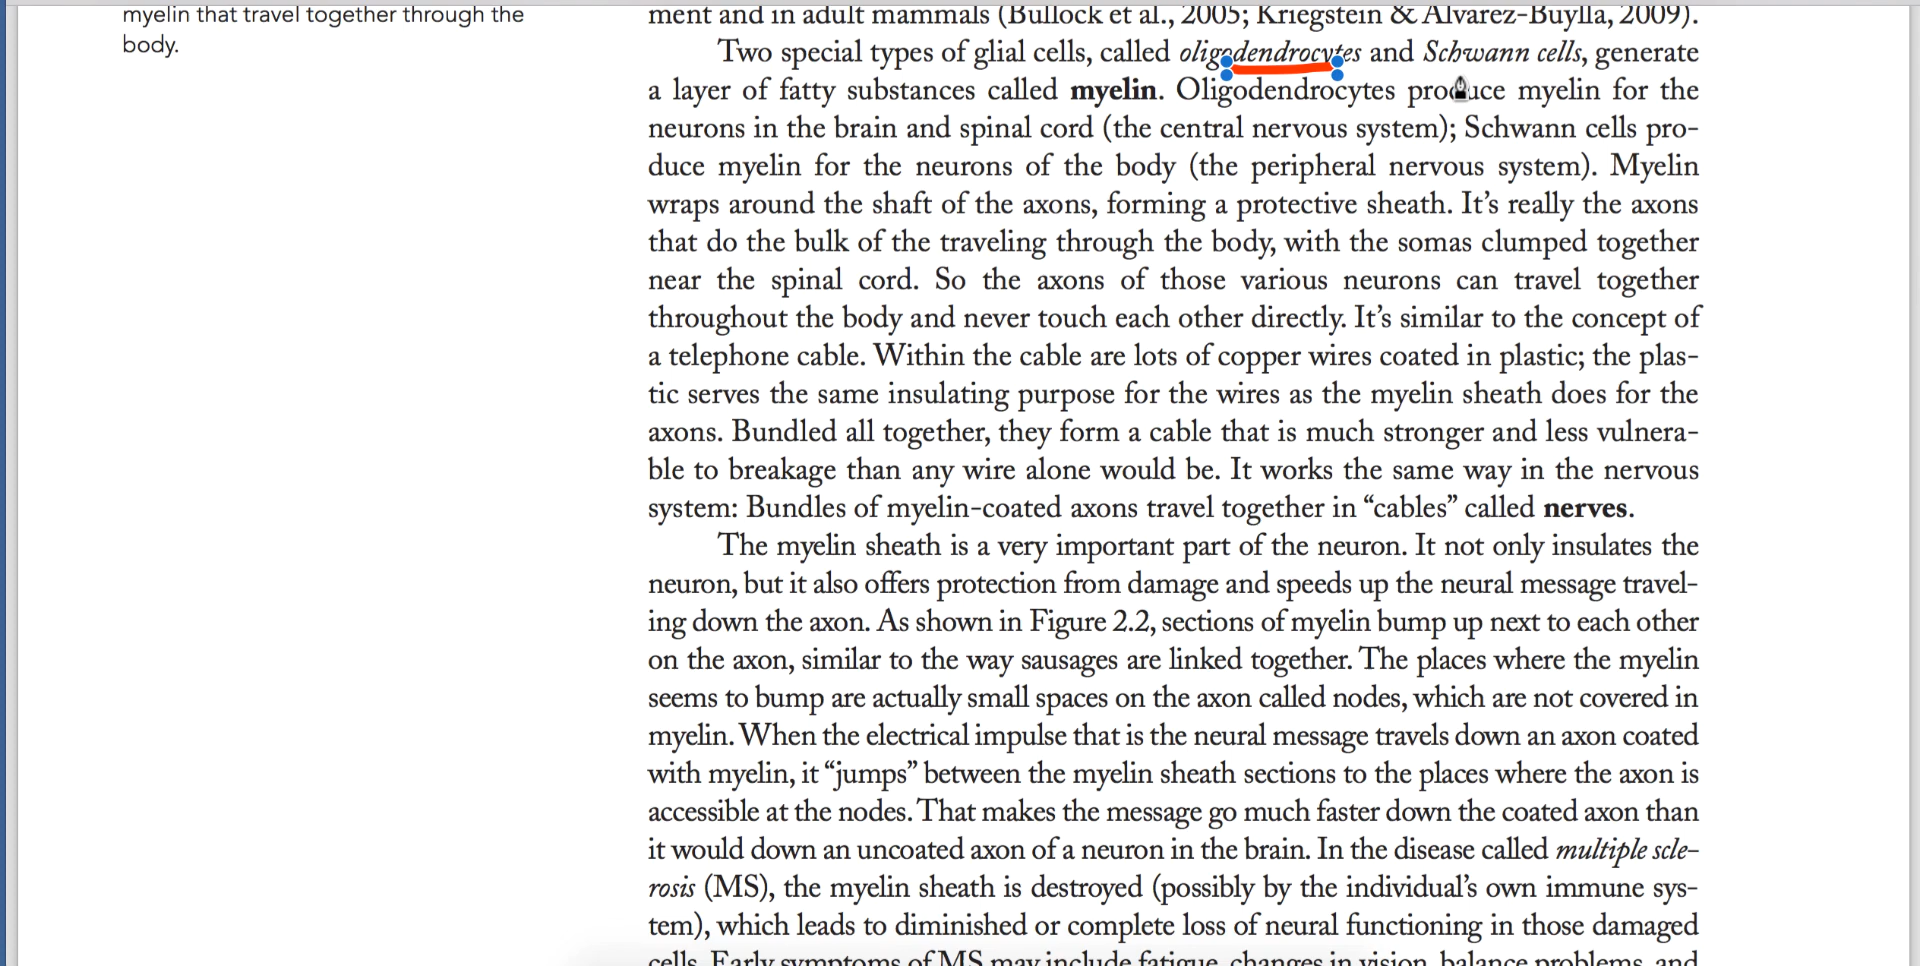 myelin that travel together through the
body.
ment and in adult mammals (Bullock et al., 2005; Kriegstein & Alvarez-Buylla, 2009).
Two special types of glial cells, called oligodendrocytes and Schwann cells, generate
a layer of fatty substances called myelin. Oligodendrocytes produce myelin for the
neurons in the brain and spinal cord (the central nervous system); Schwann cells pro-
duce myelin for the neurons of the body (the peripheral nervous system). Myelin
wraps around the shaft of the axons, forming a protective sheath. It’s really the axons
that do the bulk of the traveling through the body, with the somas clumped together
near the spinal cord. So the axons of those various neurons can travel together
throughout the body and never touch each other directly. It’s similar to the concept of
a telephone cable. Within the cable are lots of copper wires coated in plastic; the plas-
tic serves the same insulating purpose for the wires as the myelin sheath does for the
axons. Bundled all together, they form a cable that is much stronger and less vulnera-
ble to breakage than any wire alone would be. It works the same way in the nervous
system: Bundles of myelin-coated axons travel together in “cables” called nerves.
The myelin sheath is a very important part of the neuron. It not only insulates the
neuron, but it also offers protection from damage and speeds up the neural message travel-
ing down the axon. As shown in Figure 2.2, sections of myelin bump up next to each other
on the axon, similar to the way sausages are linked together. The places where the myelin
seems to bump are actually small spaces on the axon called nodes, which are not covered in
myelin. When the electrical impulse that is the neural message travels down an axon coated
with myelin, it “jumps” between the myelin sheath sections to the places where the axon is
accessible at the nodes. That makes the message go much faster down the coated axon than
it would down an uncoated axon of a neuron in the brain. In the disease called multiple scle-
rosis (MS), the myelin sheath is destroyed (possibly by the individual’s own immune sys-
tem), which leads to diminished or complete loss of neural functioning in those damaged
cells. Early symptoms of MS may include fatigue, changes in vision, balance problems, and